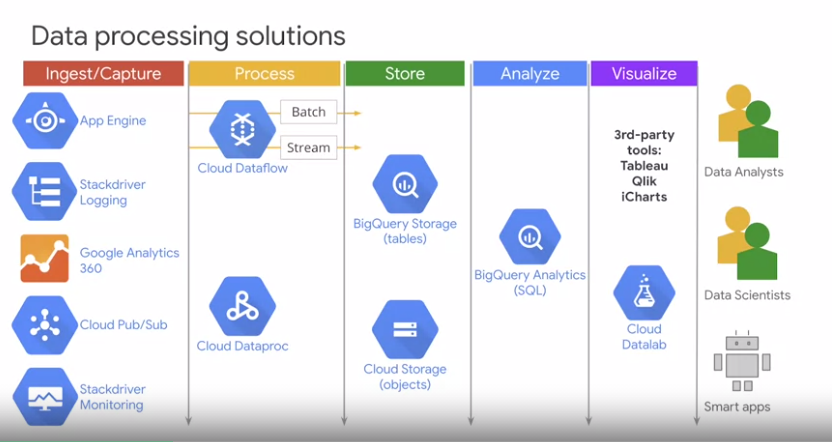 Data processing solutions
Ingest/Capture
Process
Store
Analyze
Visualize
App Engine
Stackdriver
Logging
Google Analytics
360
Cloud Pub/Sub
Stackdriver
Monitoring
Batch
Stream
Cloud Dataflow
Cloud Dataproc
BigQuery Storage
(tables)
Cloud Storage
(objects)
BigQuery Analytics
(SQL)
3rd-party
tools:
Tableau
Qlik
iCharts
Cloud
Datalab
Data Analysts
Data Scientists
Smart apps